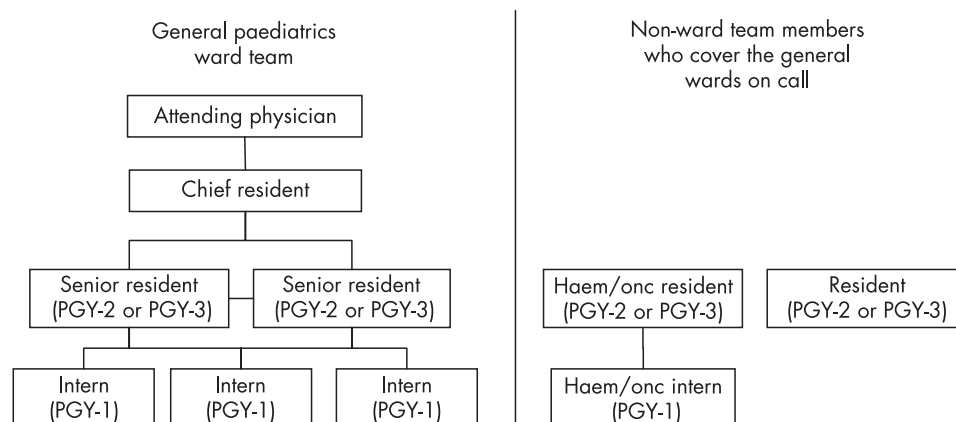 General paediatrics
ward team
Attending physician
Chief resident
Senior resident
(PGY-2 or PGY-3)
Senior resident
(PGY-2 or PGY-3)
Intern
(PGY-1)
Intern
(PGY-1)
Intern
(PGY-1)
Non-ward team members
who cover the general
wards on call
Haem/onc resident
(PGY-2 or PGY-3)
Resident
(PGY-2 or PGY-3)
Haem/onc intern
(PGY-1)